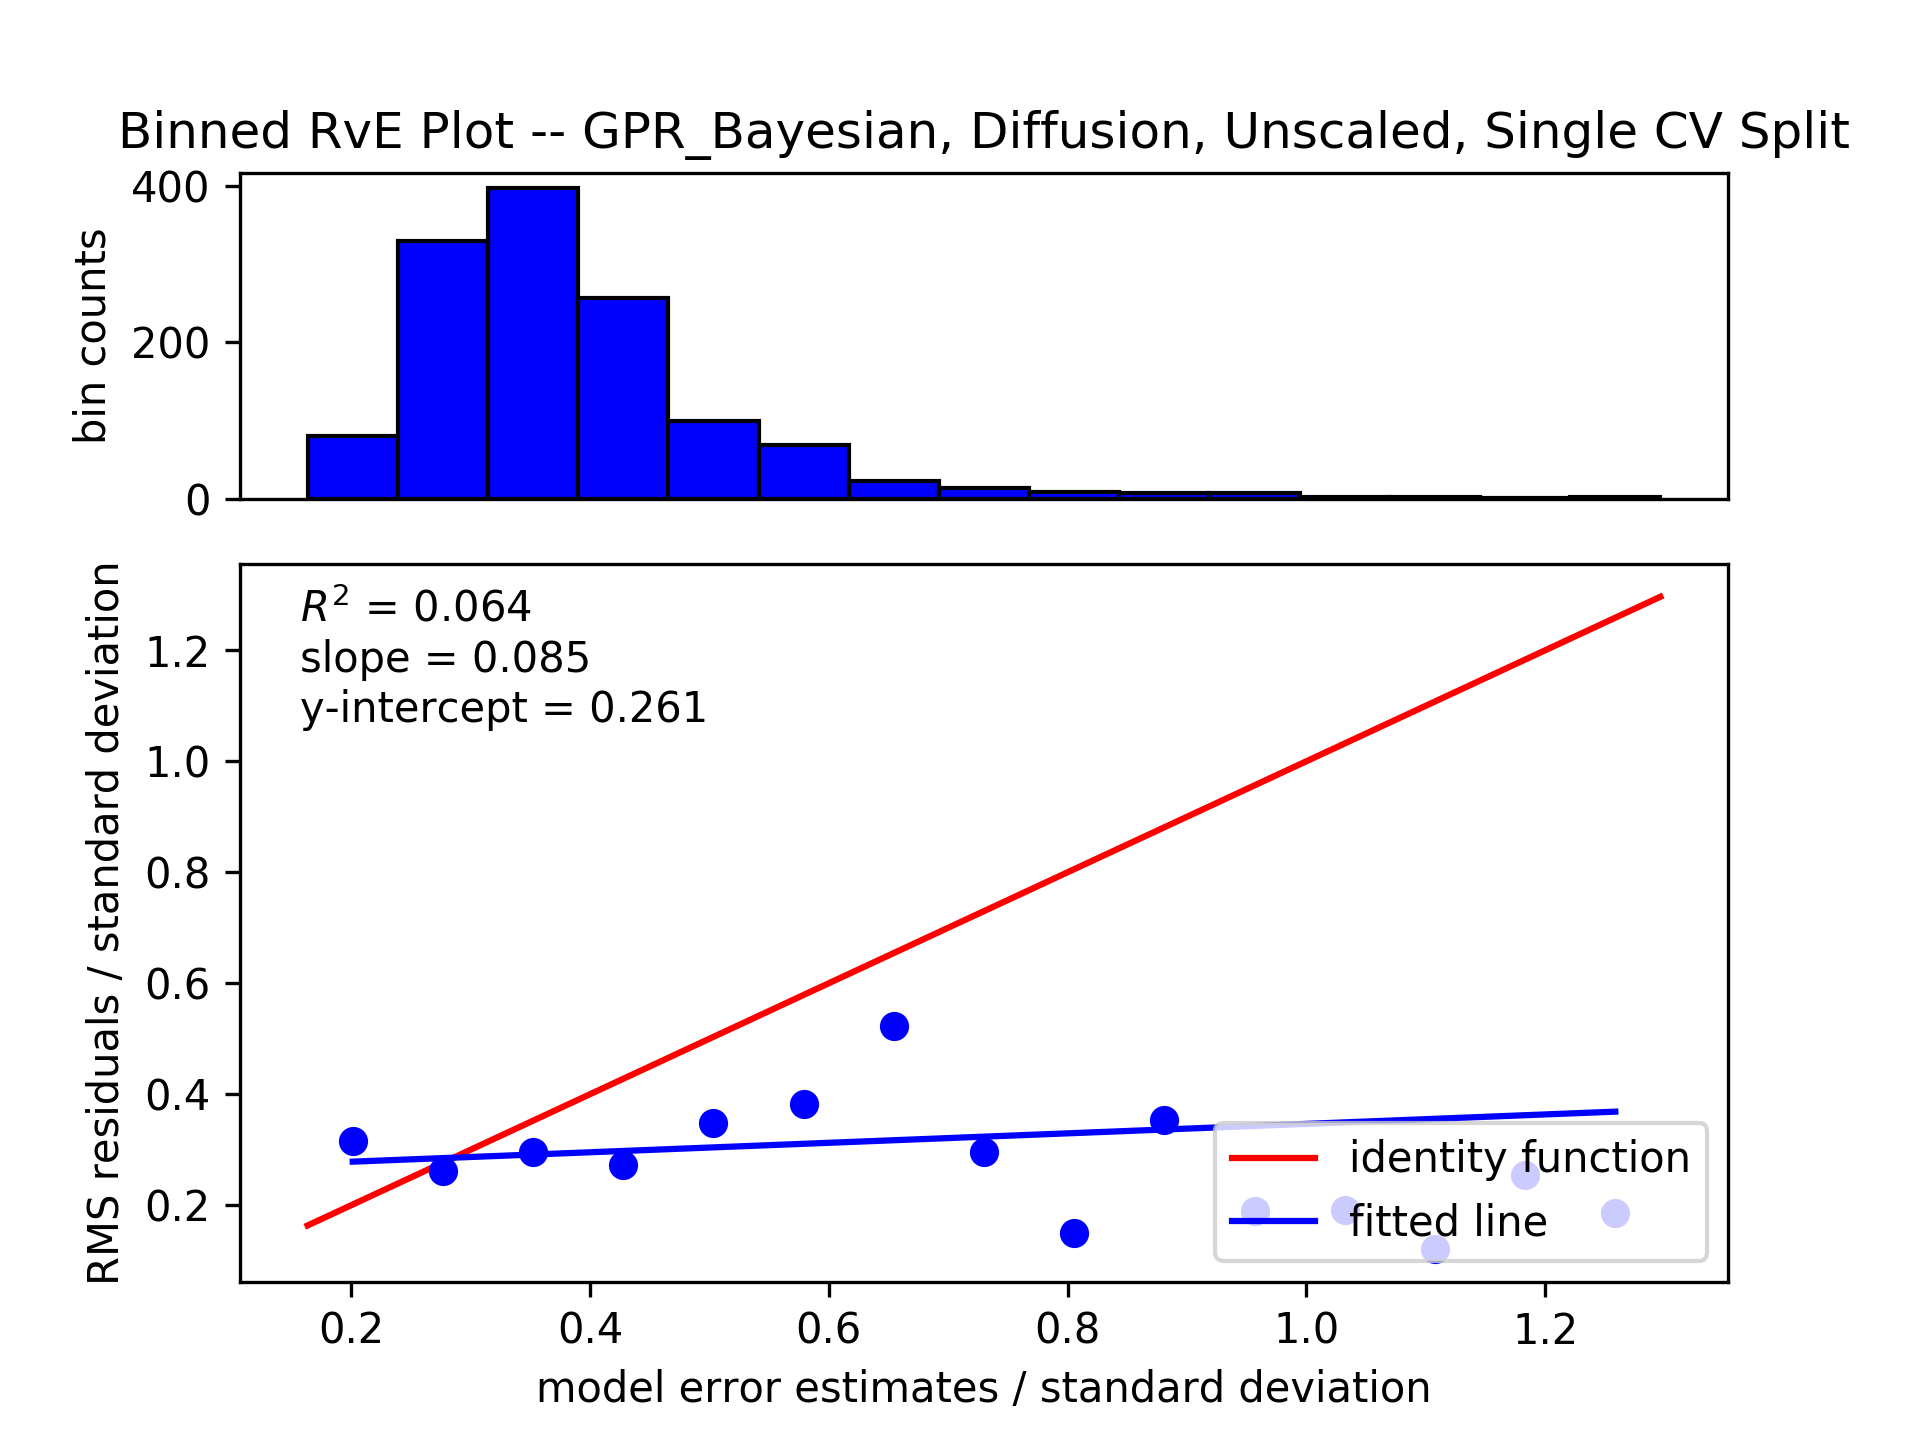 Binned RvE Plot -- GPR_Bayesian, Diffusion, Unscaled, Single CV Split
400
200
0
bin counts
R² = 0.064
slope = 0.085
y-intercept = 0.261
1.2
1.0
0.8
0.6
0.4
0.2
RMS residuals / standard deviation
identity function
fitted line
0.2 0.4 0.6 0.8 1.0 1.2
model error estimates / standard deviation